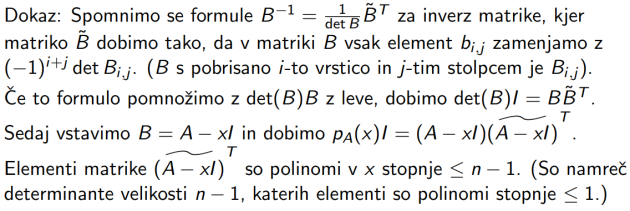 Dokaz: Spomnimo se formule $B^{-1} = \frac{1}{\det B} \tilde{B}^T$ za inverz matrike, kjer
matriko $\tilde{B}$ dobimo tako, da v matriki $B$ vsak element $b_{i,j}$ zamenjamo z
$(-1)^{i+j} \det B_{i,j}$. ($B$ s pobrisano $i$-to vrstico in $j$-tim stolpcem je $B_{i,j}$).
Če to formulo pomnožimo z $\det(B)B$ z leve, dobimo $\det(B)I = B\tilde{B}^T$.
Sedaj vstavimo $B = A - xI$ in dobimo $p_A(x)I = (A - xI)(\widetilde{A - xI})^T$.
Elementi matrike $(\widetilde{A - xI})^T$ so polinomi v $x$ stopnje $\leq n - 1$. (So namreč
determinante velikosti $n - 1$, katerih elementi so polinomi stopnje $\leq 1$.)